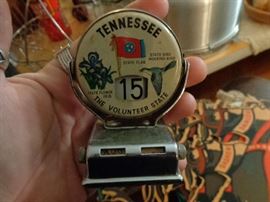 TENNESSEE
STATE BIRD
MOCKING BIRD
STATE FLAG
15
STATE FLOWER
IRIS
THE VOLUNTEER STATE